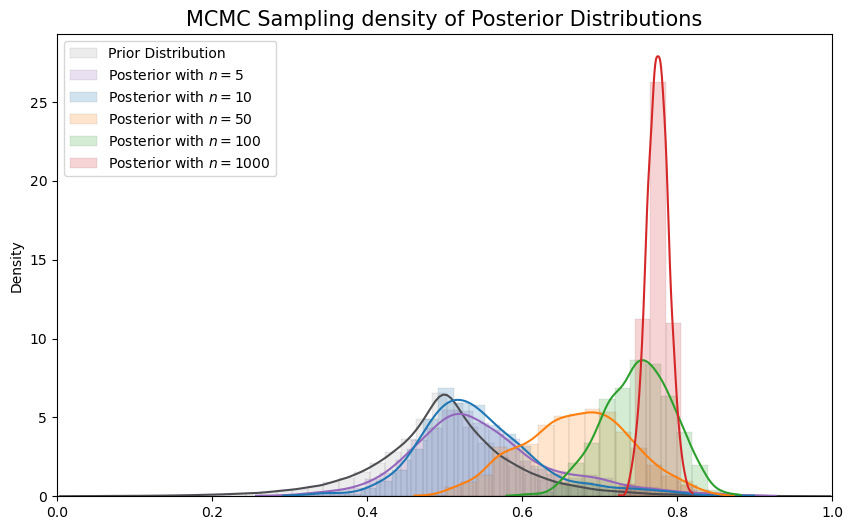 MCMC Sampling density of Posterior Distributions
Prior Distribution
Posterior with n = 5
Posterior with n = 10
Posterior with n = 50
Posterior with n = 100
Posterior with n = 1000
Density
25
20
15
10
5
0
0.0 0.2 0.4 0.6 0.8 1.0